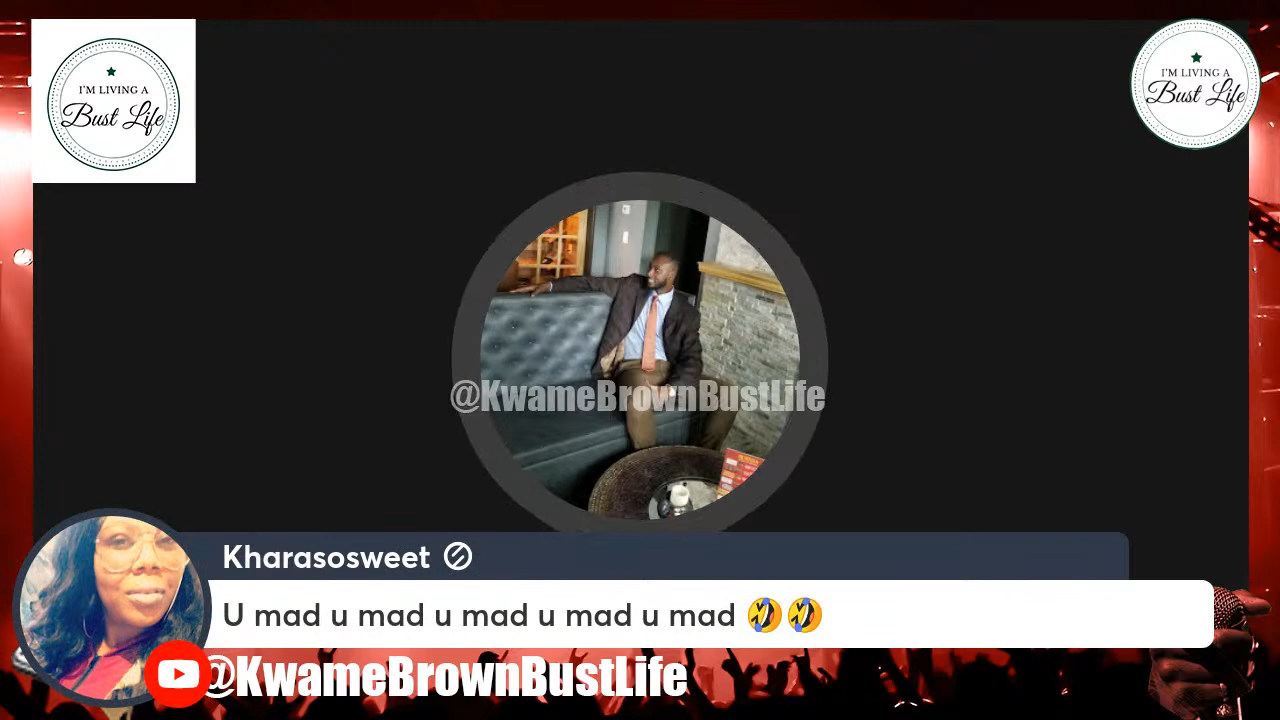 I'M LIVING A
Bust Life
I'M LIVING A
Bust Life
@KwameBrownBustLife
Kharasosweet
U mad u mad u mad u mad u mad 🤣🤣
@KwameBrownBustLife